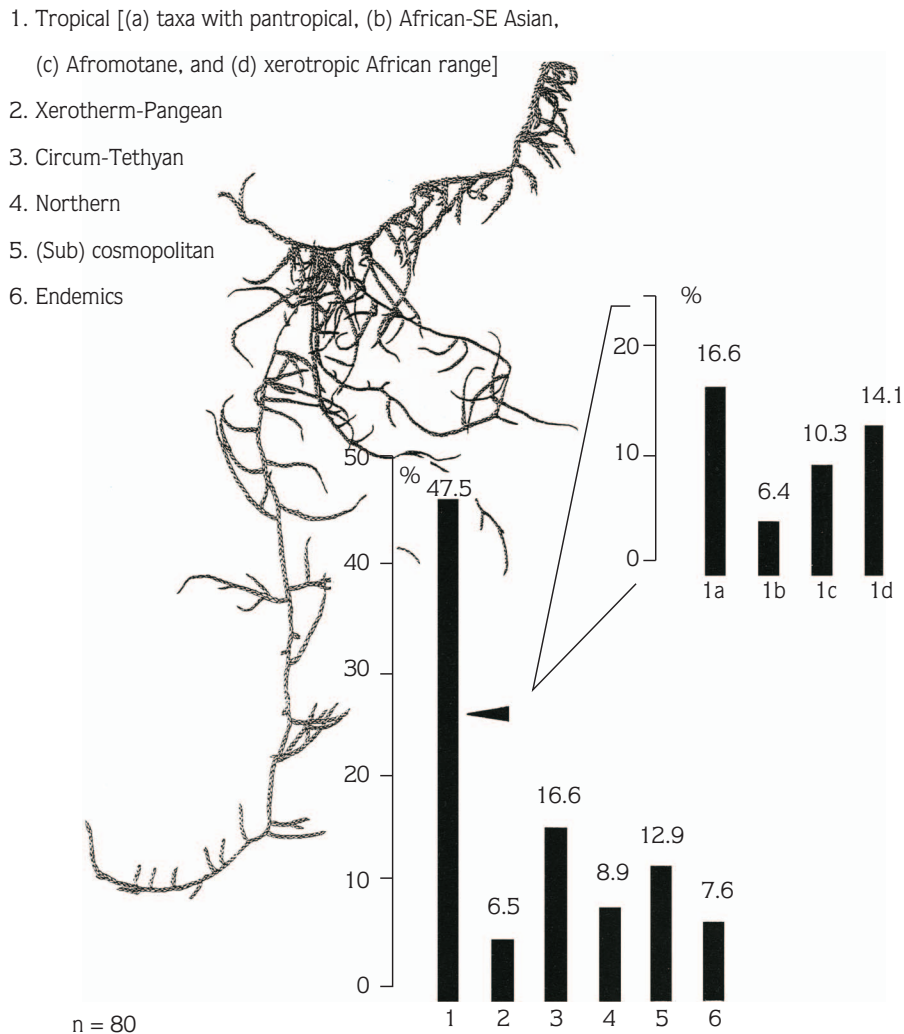 1. Tropical [(a) taxa with pantropical, (b) African-SE Asian,
(c) Afromotane, and (d) xerotropic African range]
2. Xerotherm-Pangean
3. Circum-Tethyan
4. Northern
5. (Sub) cosmopolitan
6. Endemics
%
20
10
0
16.6
6.4
10.3
14.1
1a 1b 1c 1d
50
%
40
30
20
10
0
47.5
6.5
16.6
8.9
12.9
7.6
1 2 3 4 5 6
n = 80